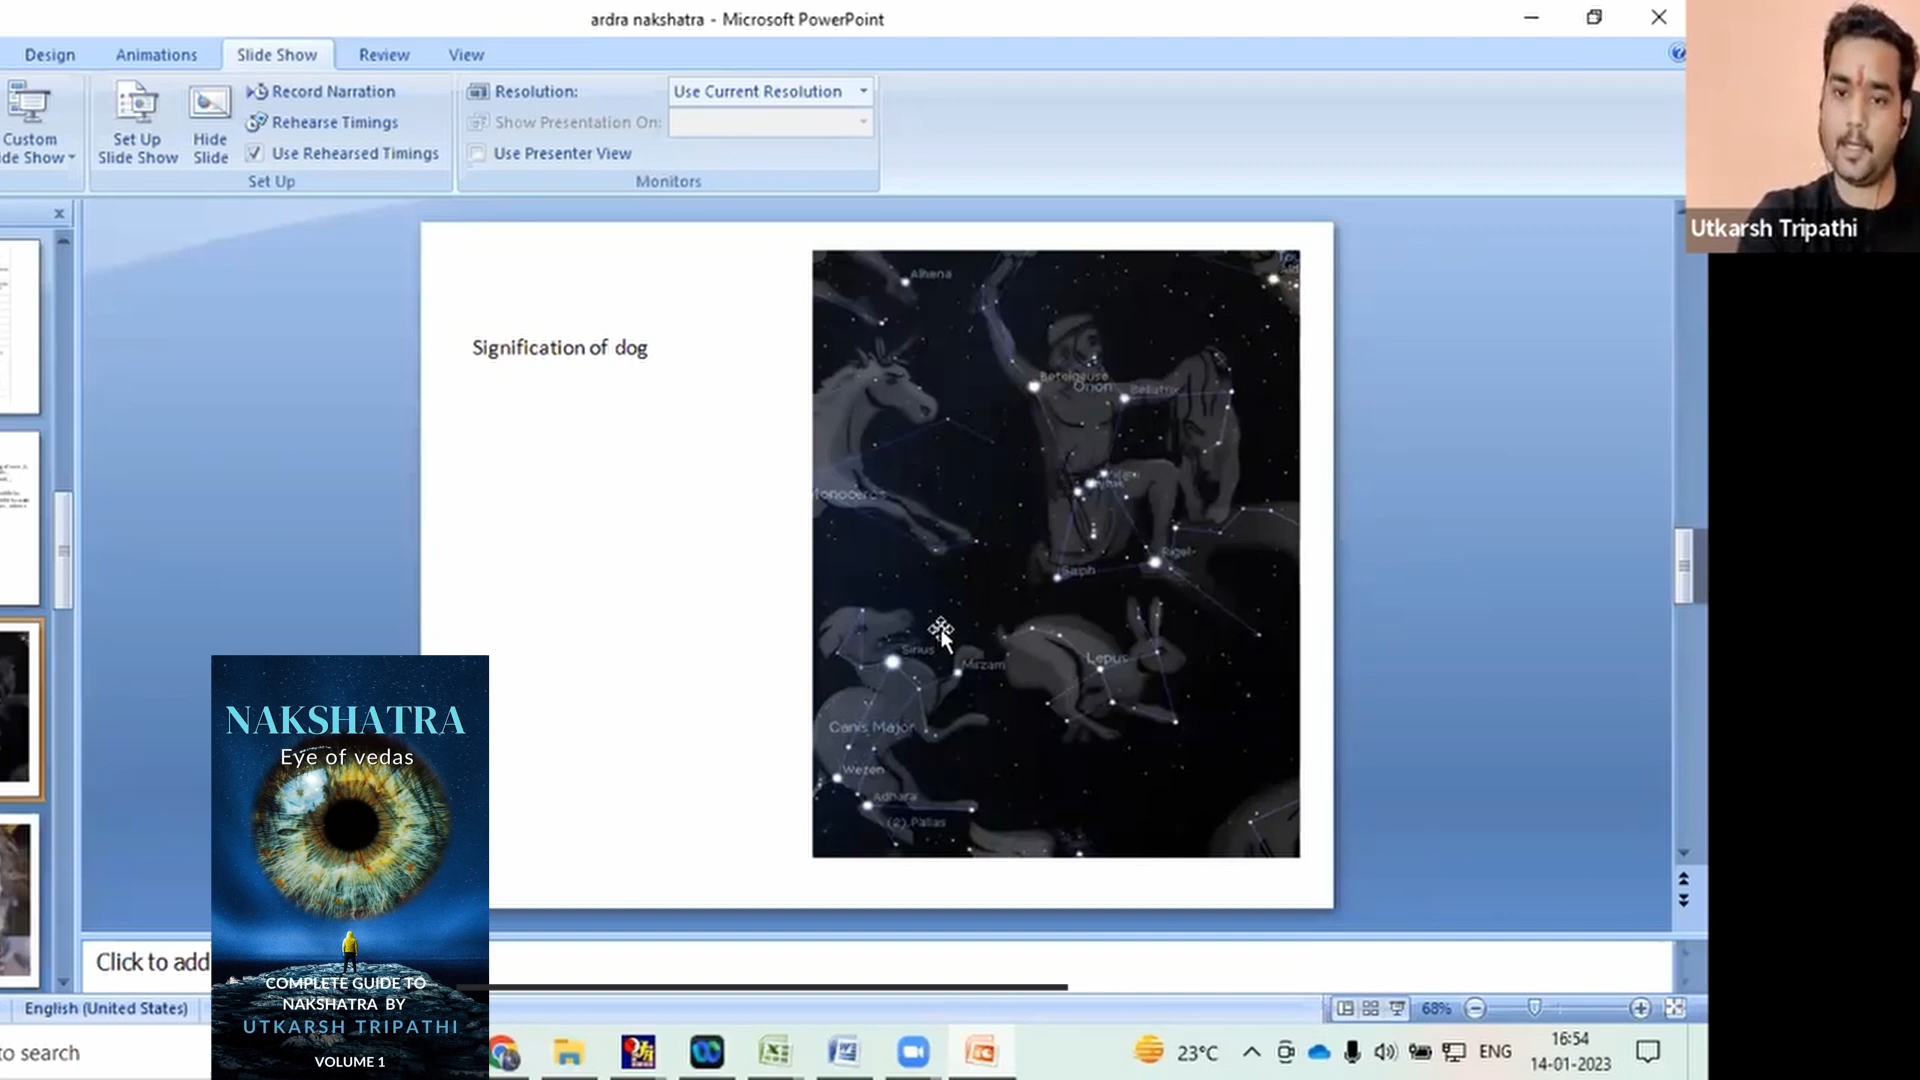 ardra nakshatra - Microsoft PowerPoint
Design
Animations
Slide Show
Review
View
Custom
Set Up
Slide Show
Hide
Slide
Record Narration
Rehearse Timings
Use Rehearsed Timings
Set Up
Resolution:
Use Current Resolution
Show Presentation On:
Use Presenter View
Monitors
Utkarsh Tripathi
Signification of dog
Alhena
Betelgeuse
Orion
Bellatrix
Monoceros
Rigel
Saiph
Sirius
Mirzam
Lepus
Canis Major
Wezen
Adhara
(2) Pallas
NAKSHATRA
Eye of vedas
COMPLETE GUIDE TO
NAKSHATRA BY
UTKARSH TRIPATHI
VOLUME 1
Click to add
English (United States)
68%
to search
23°C
ENG
16:54
14-01-2023